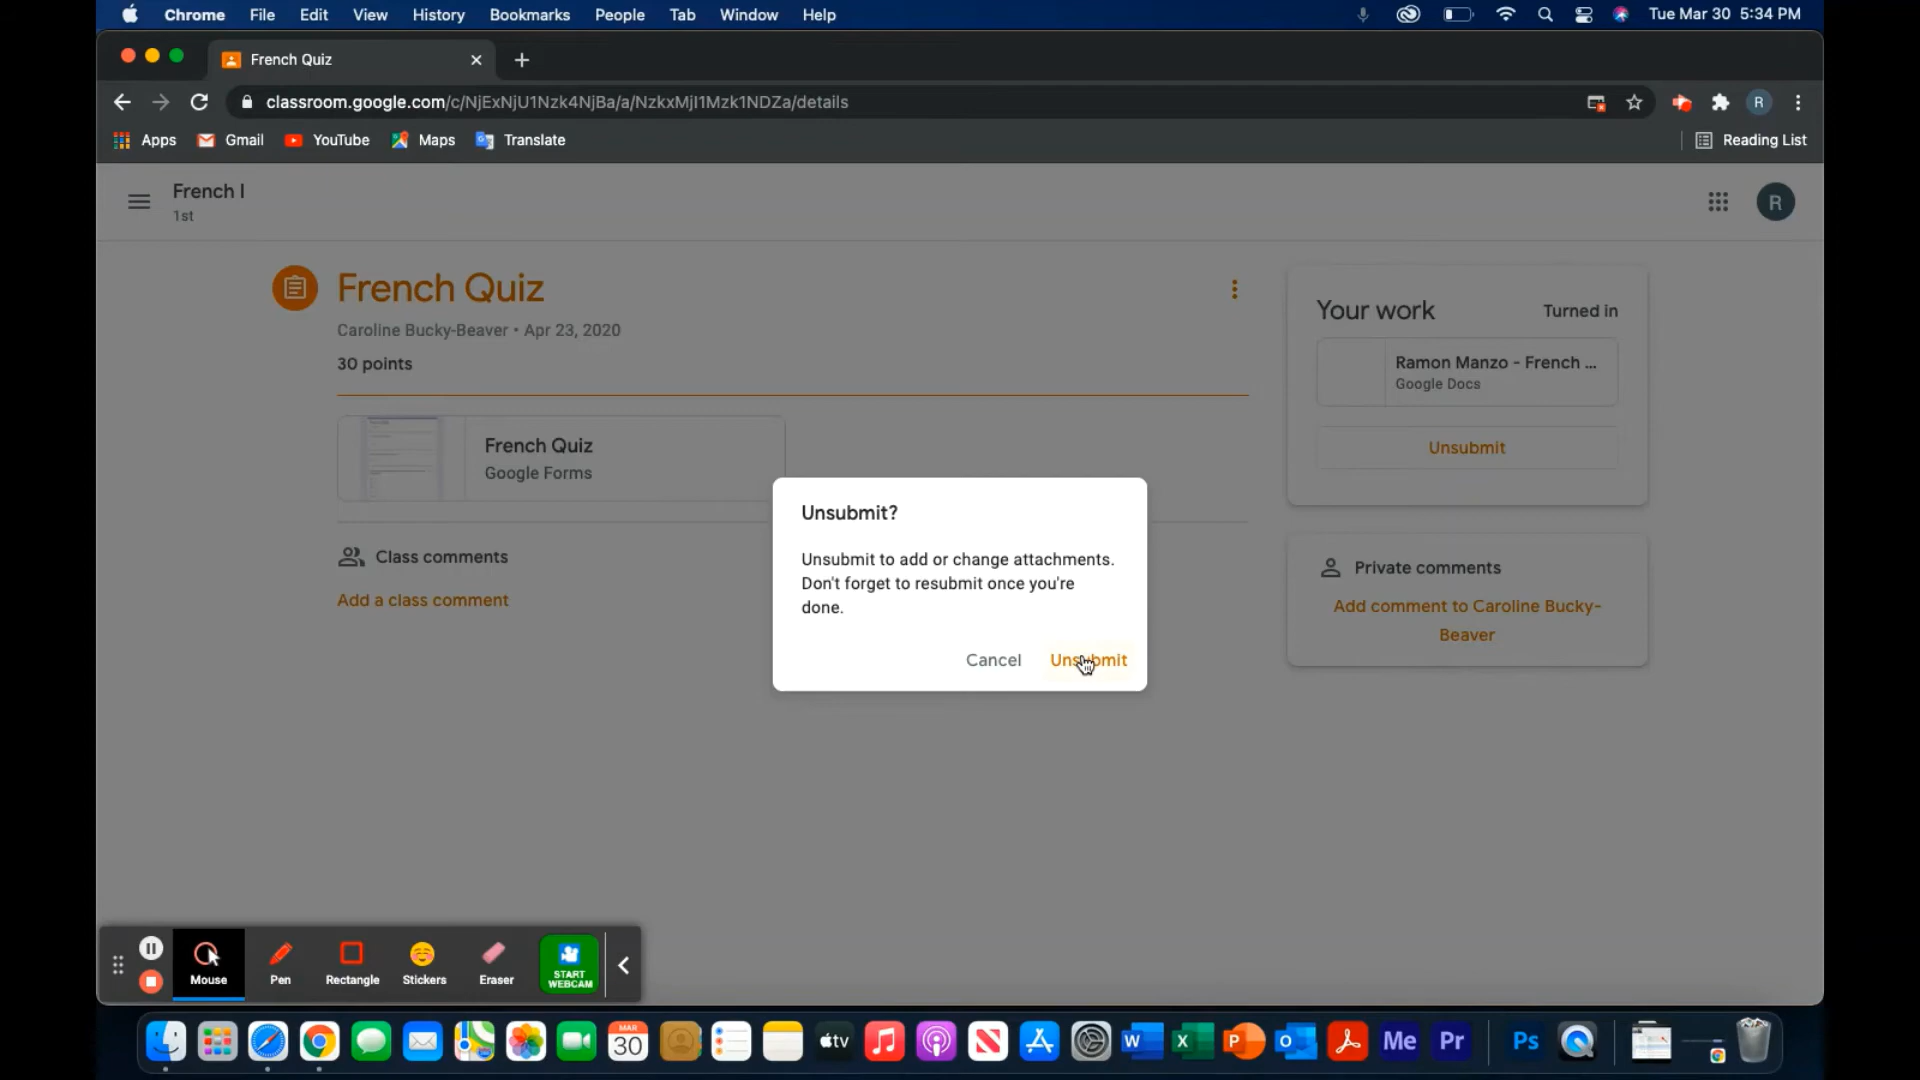 Chrome File Edit View History Bookmarks People Tab Window Help Tue Mar 30 5:34 PM
French Quiz
classroom.google.com/c/NjExNjU1Nzk4NjBa/a/NzkxMjI1Mzk1NDZa/details R
Apps Gmail YouTube Maps Translate Reading List
French I
1st
R
French Quiz
Caroline Bucky-Beaver • Apr 23, 2020
30 points
French Quiz
Google Forms
Class comments
Add a class comment
Your work Turned in
Ramon Manzo - French ...
Google Docs
Unsubmit
Private comments
Add comment to Caroline Bucky-
Beaver
Unsubmit?
Unsubmit to add or change attachments.
Don't forget to resubmit once you're
done.
Cancel Unsubmit
Mouse Pen Rectangle Stickers Eraser START
WEBCAM
MAR
30
tv
W X P O Me Pr Ps